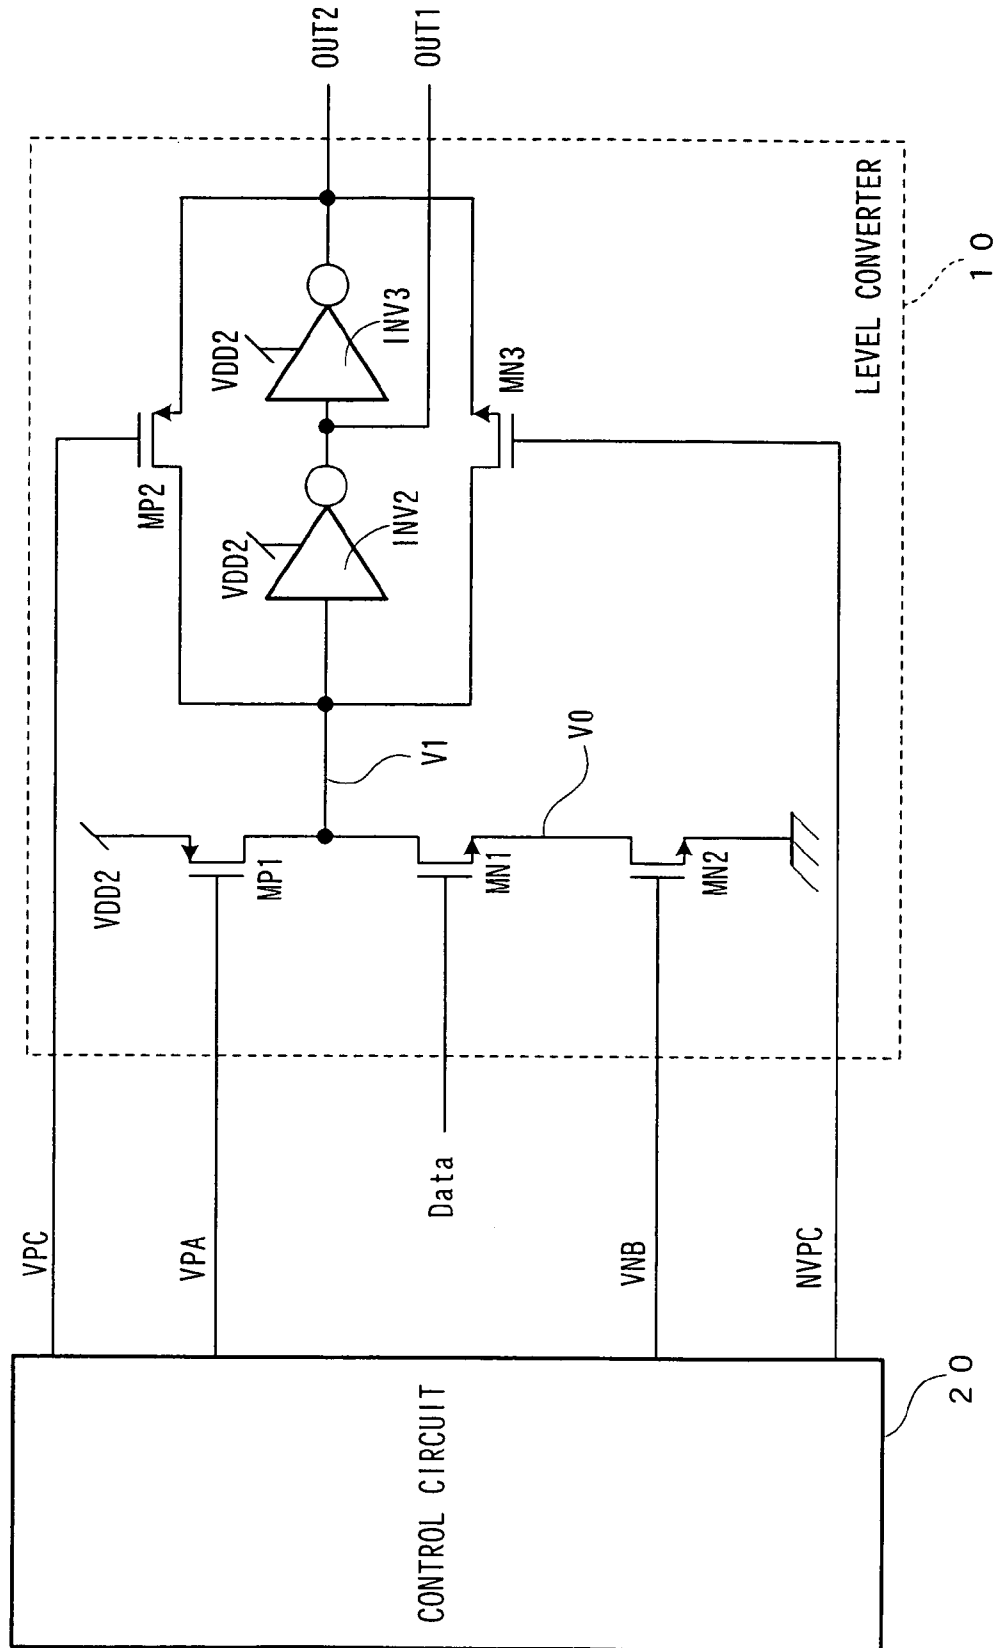 OUT2
OUT1
LEVEL CONVERTER
10
VDD2
INV3
MN3
MP2
VDD2
INV2
V1
V0
VDD2
MP1
MN1
MN2
Data
VPC
VPA
VNB
NVPC
CONTROL CIRCUIT
20